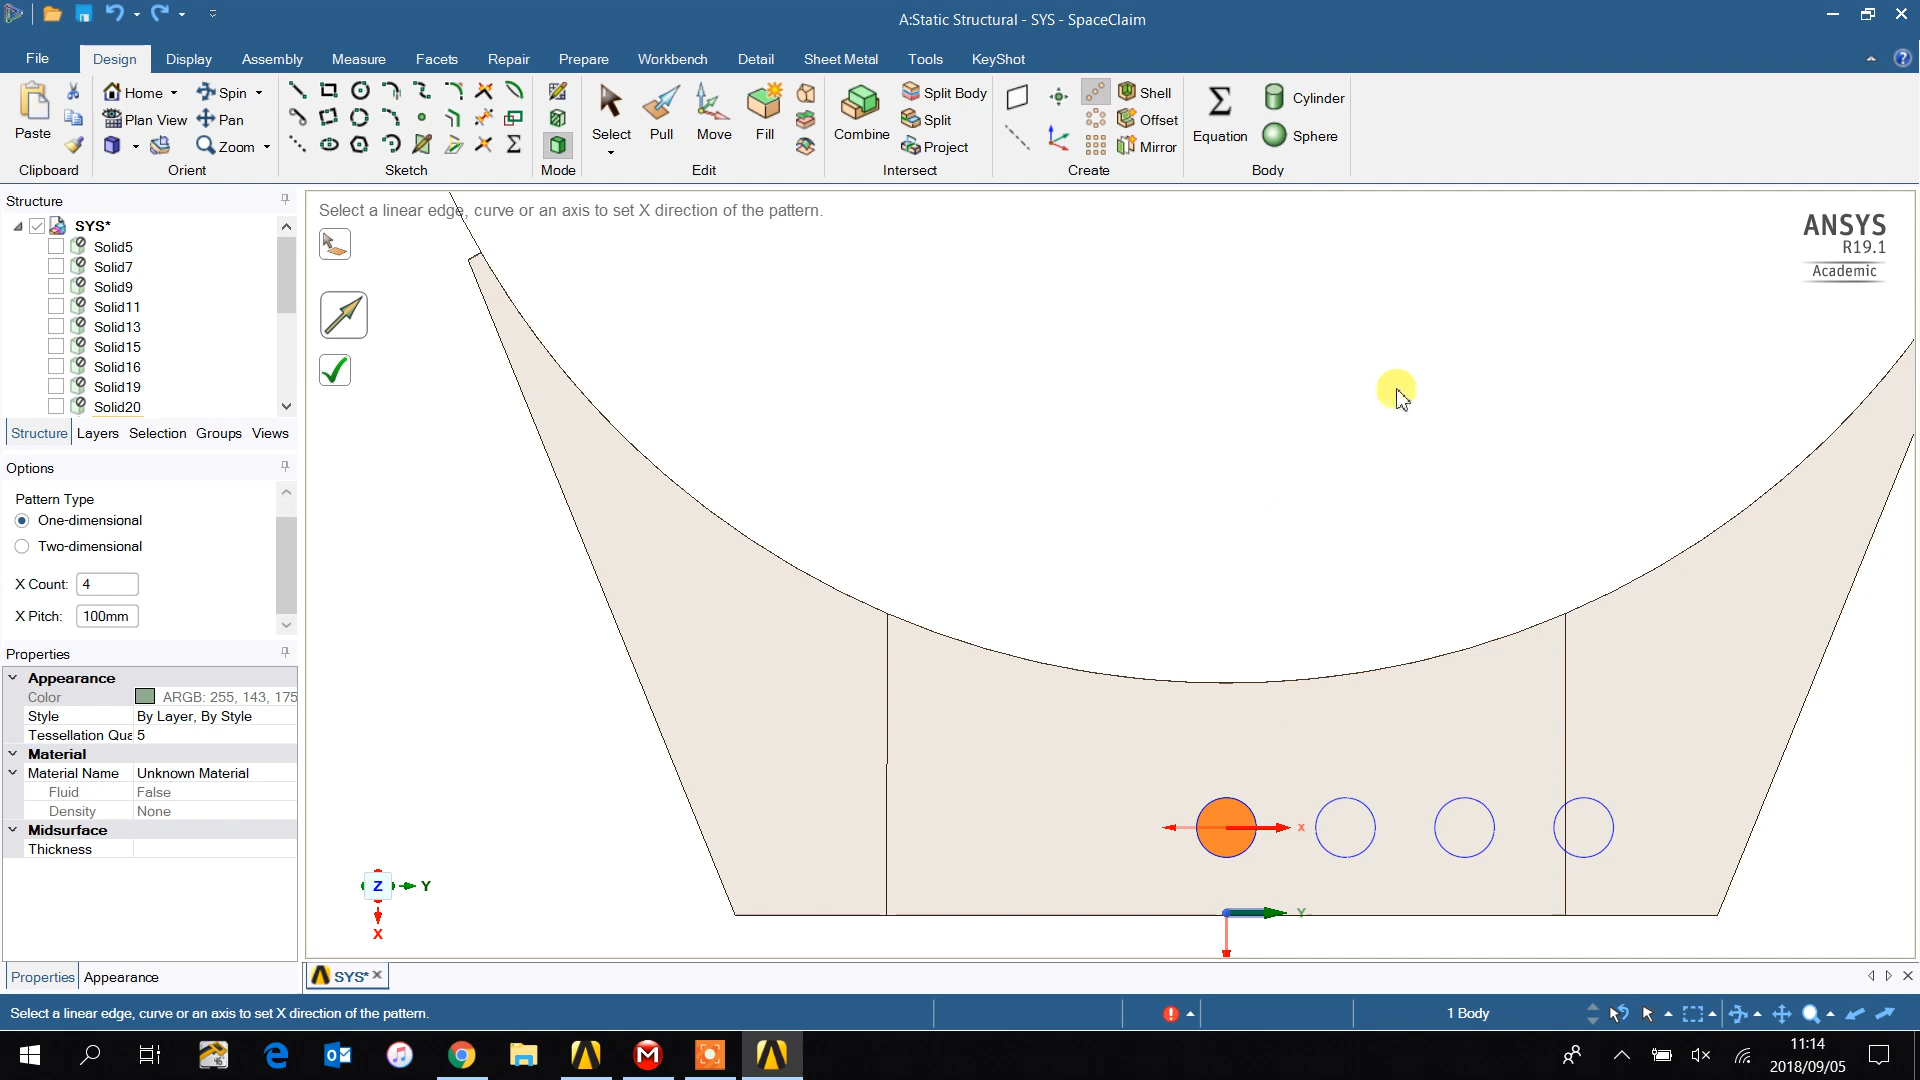 A:Static Structural - SYS - SpaceClaim
File Design Display Assembly Measure Facets Repair Prepare Workbench Detail Sheet Metal Tools KeyShot
Paste Home Spin Plan View Pan Zoom Select Pull Move Fill Combine Split Body Split Project Shell Offset Mirror Equation Cylinder Sphere
Clipboard Orient Sketch Mode Edit Intersect Create Body
Structure
SYS*
Solid5
Solid7
Solid9
Solid11
Solid13
Solid15
Solid16
Solid19
Solid20
Structure Layers Selection Groups Views
Options
Pattern Type
One-dimensional
Two-dimensional
X Count: 4
X Pitch: 100mm
Properties
Appearance
Color ARGB: 255, 143, 175
Style By Layer, By Style
Tessellation Qua 5
Material
Material Name Unknown Material
Fluid False
Density None
Midsurface
Thickness
Properties Appearance
Select a linear edge, curve or an axis to set X direction of the pattern.
ANSYS
R19.1
Academic
X
Z Y
X
Y
SYS*
Select a linear edge, curve or an axis to set X direction of the pattern. 1 Body
11:14
2018/09/05